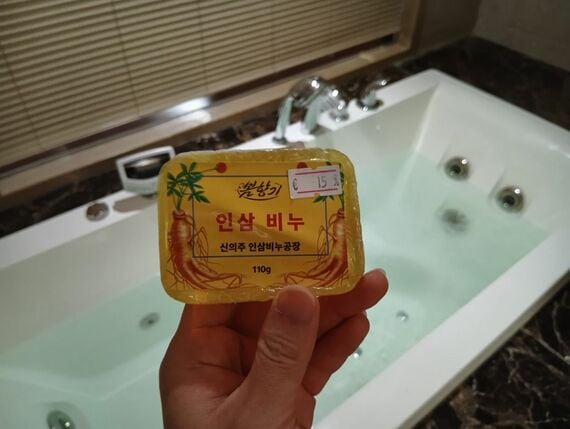 봄향기
€ 15
인삼 비누
신의주 인삼비누공장
110g